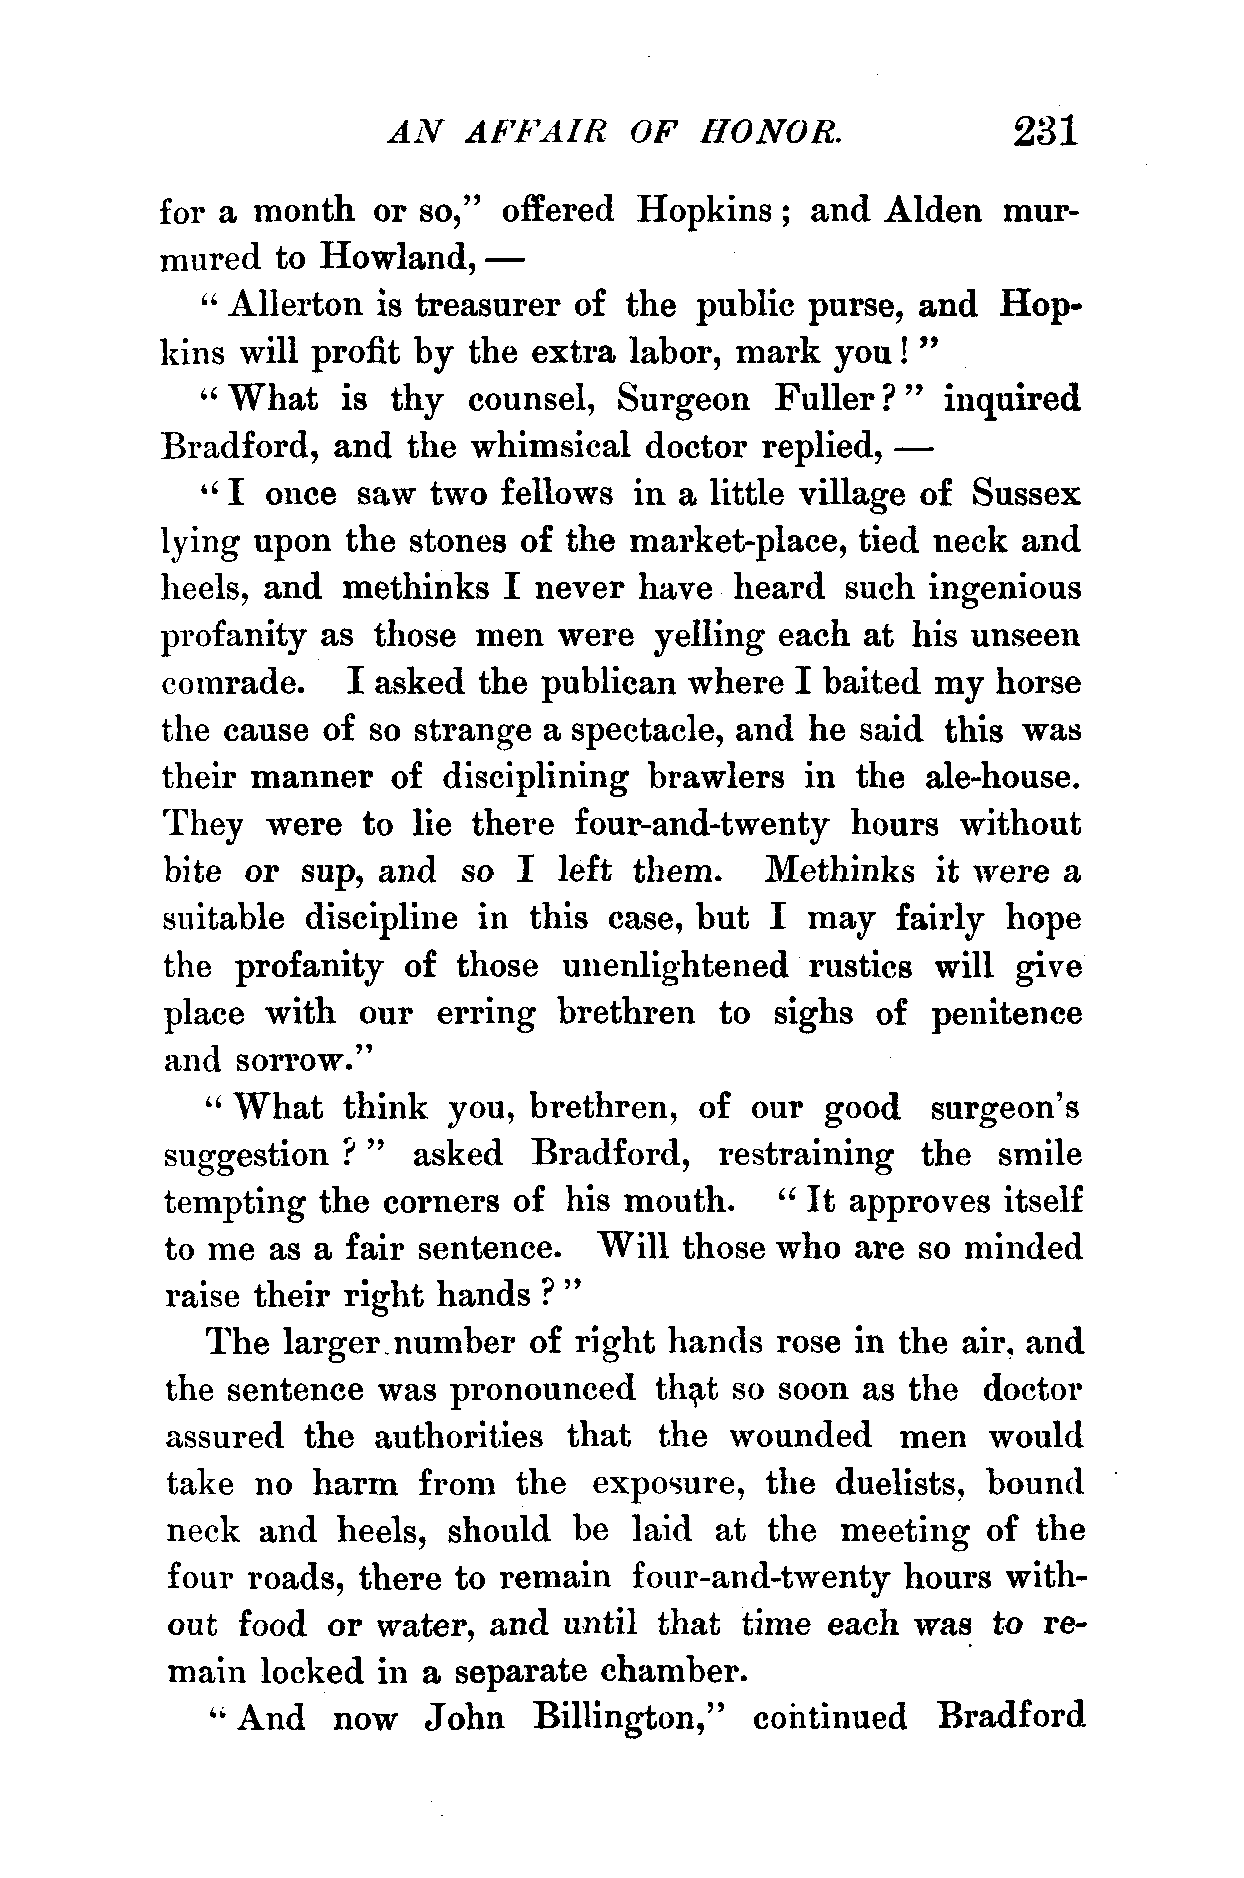 AN AFFAIR OF HONOR. 231
for a month or so," offered Hopkins; and Alden mur-
mured to Howland, —
"Allerton is treasurer of the public purse, and Hop-
kins will profit by the extra labor, mark you!"
"What is thy counsel, Surgeon Fuller?" inquired
Bradford, and the whimsical doctor replied, —
"I once saw two fellows in a little village of Sussex
lying upon the stones of the market-place, tied neck and
heels, and methinks I never have heard such ingenious
profanity as those men were yelling each at his unseen
comrade. I asked the publican where I baited my horse
the cause of so strange a spectacle, and he said this was
their manner of disciplining brawlers in the ale-house.
They were to lie there four-and-twenty hours without
bite or sup, and so I left them. Methinks it were a
suitable discipline in this case, but I may fairly hope
the profanity of those unenlightened rustics will give
place with our erring brethren to sighs of penitence
and sorrow."
"What think you, brethren, of our good surgeon's
suggestion?" asked Bradford, restraining the smile
tempting the corners of his mouth. "It approves itself
to me as a fair sentence. Will those who are so minded
raise their right hands?"
The larger number of right hands rose in the air, and
the sentence was pronounced that so soon as the doctor
assured the authorities that the wounded men would
take no harm from the exposure, the duelists, bound
neck and heels, should be laid at the meeting of the
four roads, there to remain four-and-twenty hours with-
out food or water, and until that time each was to re-
main locked in a separate chamber.
"And now John Billington," continued Bradford